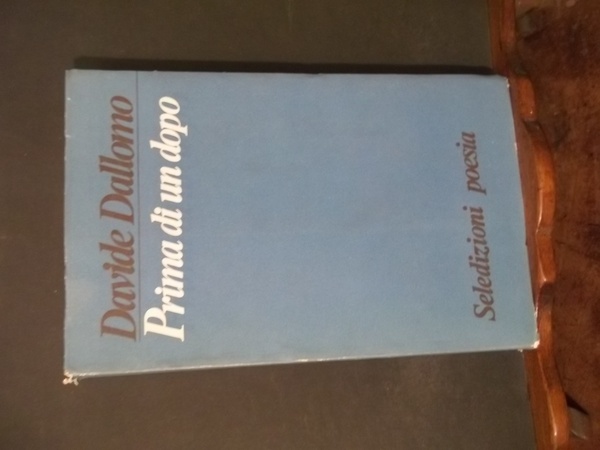 Davide Dallomo
Prima di un dopo
Seledizioni poesia